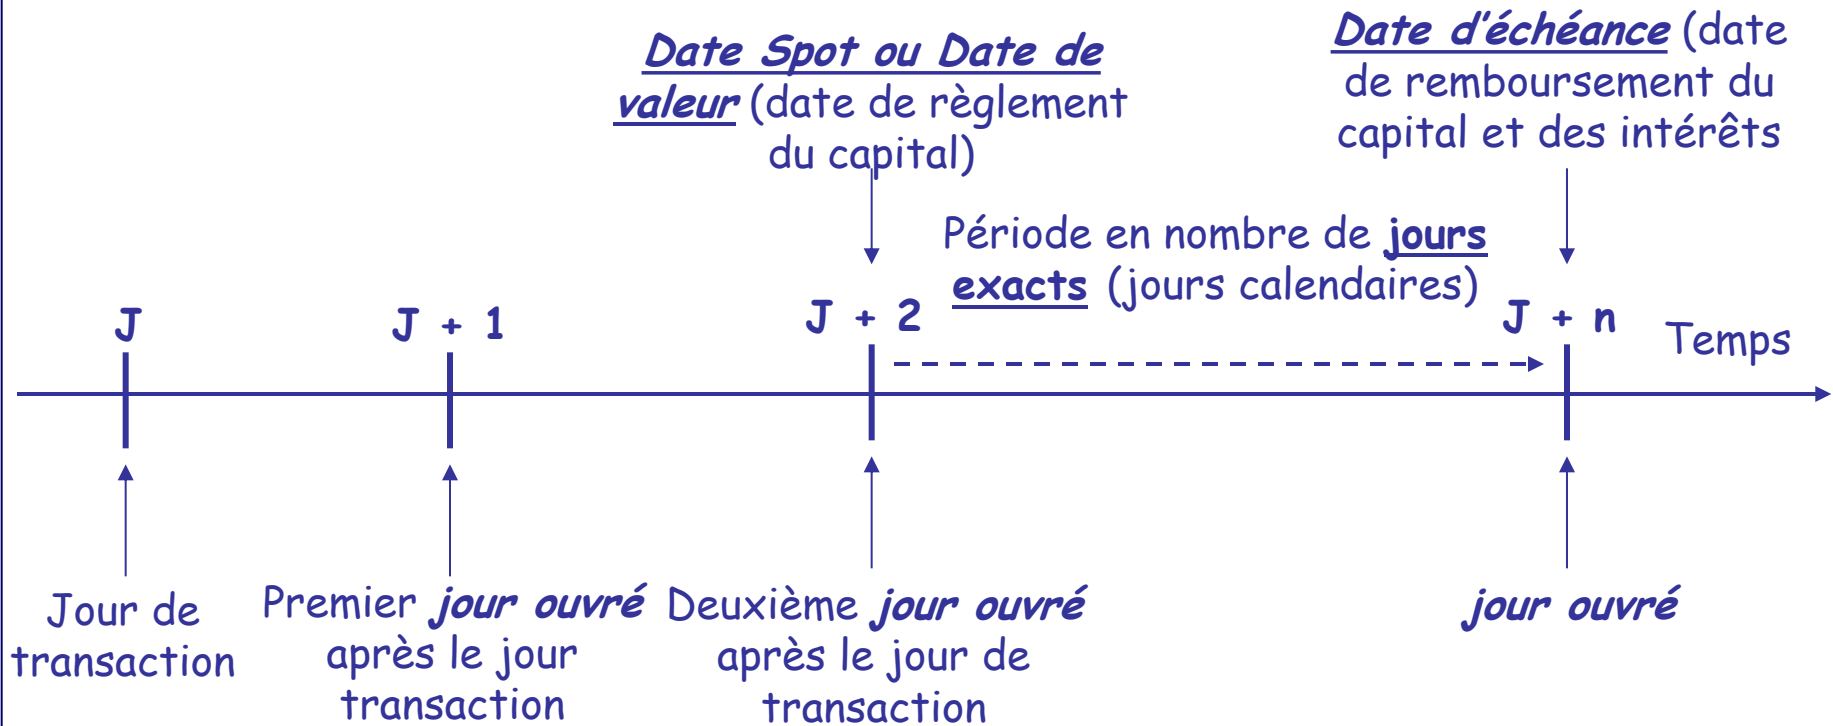 Date Spot ou Date de
valeur (date de règlement
du capital)
Date d'échéance (date
de remboursement du
capital et des intérêts
Période en nombre de jours
exacts (jours calendaires)
J
J + 1
J + 2
J + n
Temps
Jour de
transaction
Premier jour ouvré
après le jour
transaction
Deuxième jour ouvré
après le jour de
transaction
jour ouvré